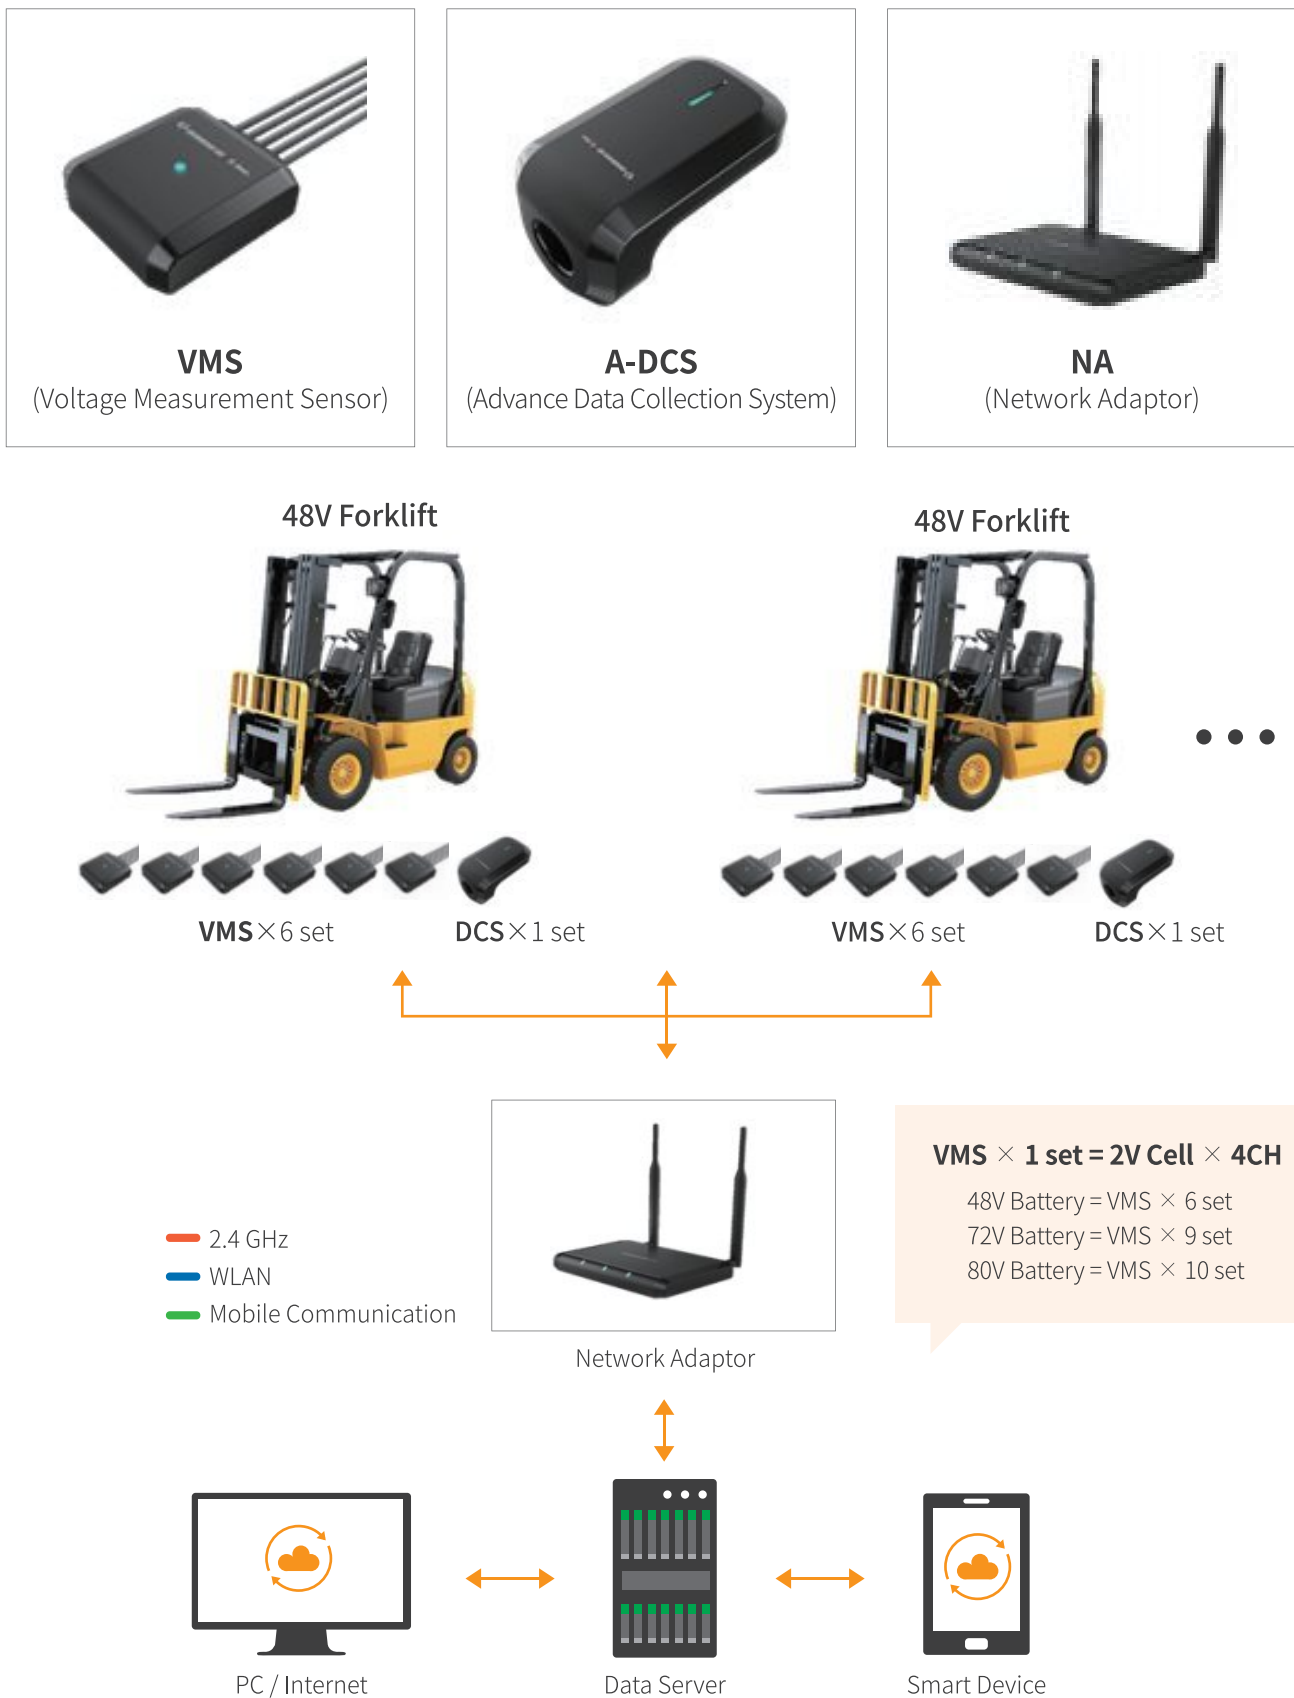 VMS
(Voltage Measurement Sensor)
A-DCS
(Advance Data Collection System)
NA
(Network Adaptor)
48V Forklift
48V Forklift
VMS×6 set
DCS×1 set
VMS×6 set
DCS×1 set
VMS × 1 set = 2V Cell × 4CH
48V Battery = VMS × 6 set
72V Battery = VMS × 9 set
80V Battery = VMS × 10 set
2.4 GHz
WLAN
Mobile Communication
Network Adaptor
PC / Internet
Data Server
Smart Device